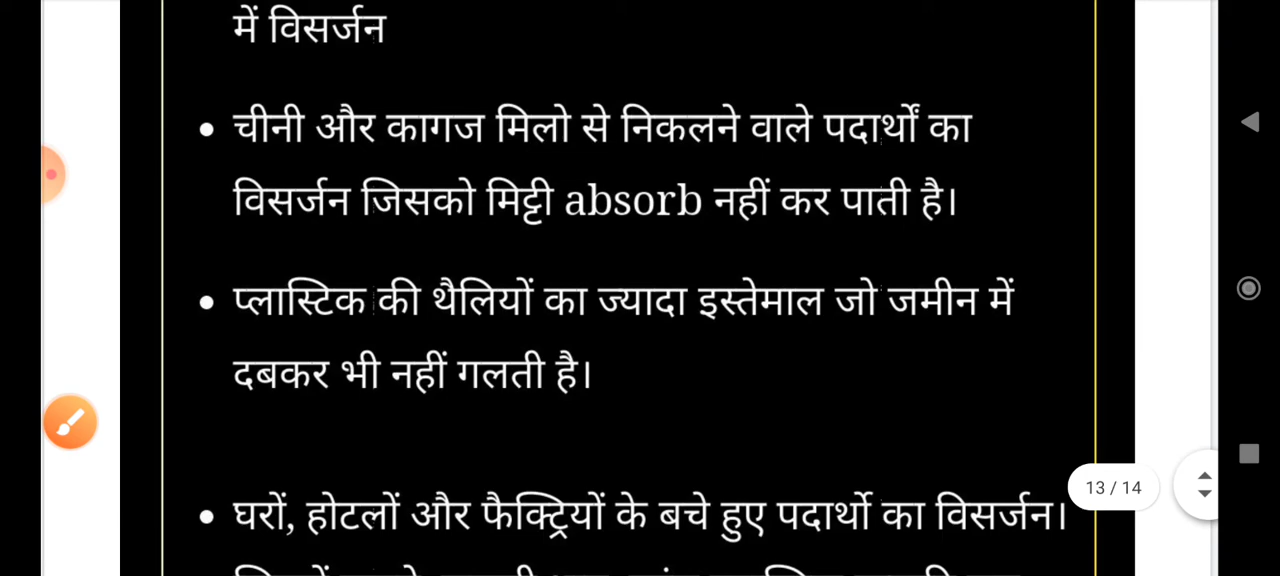 में विसर्जन
चीनी और कागज मिलो से निकलने वाले पदार्थों का
विसर्जन जिसको मिट्टी absorb नहीं कर पाती है।
प्लास्टिक की थैलियों का ज्यादा इस्तेमाल जो जमीन में
दबकर भी नहीं गलती है।
13 / 14
घरों, होटलों और फैक्ट्रियों के बचे हुए पदार्थो का विसर्जन।